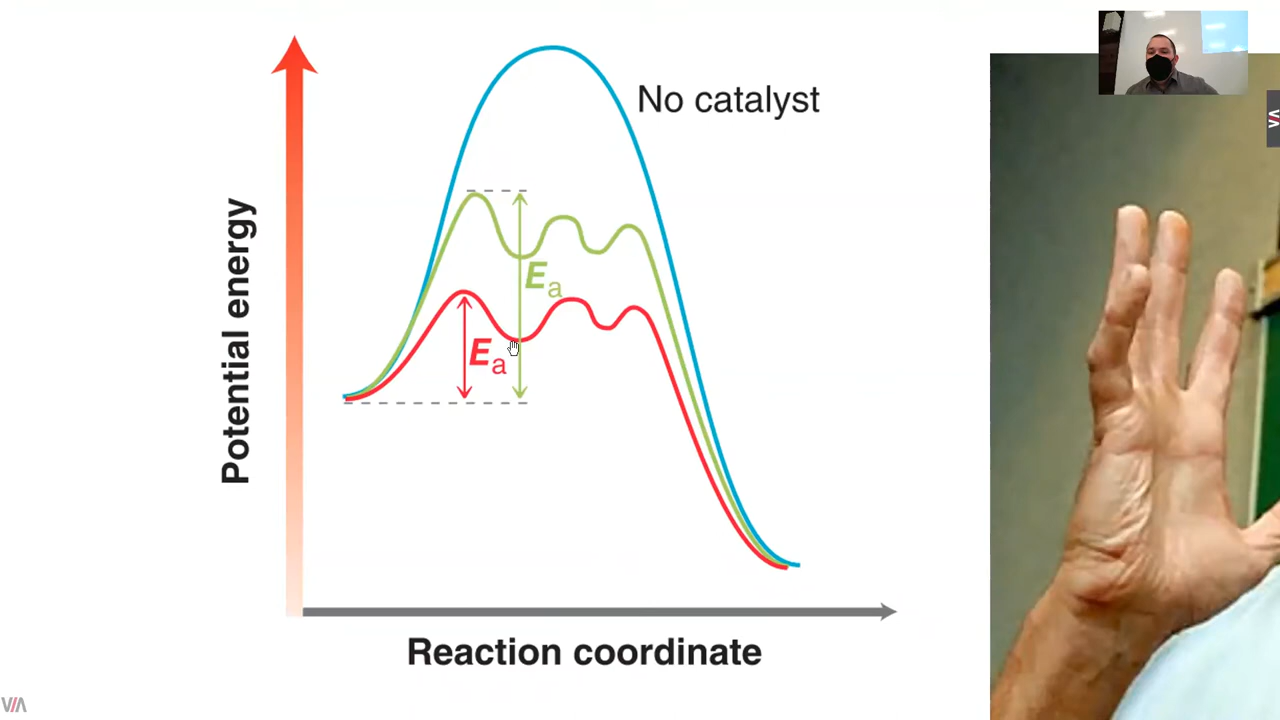 No catalyst
Potential energy
Ea
Ea
Reaction coordinate
VIA